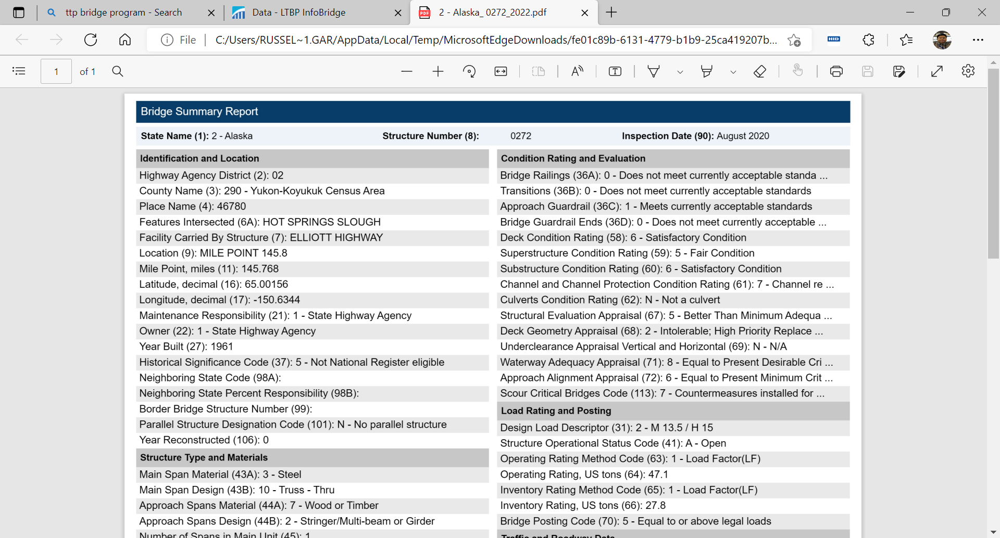 ttp bridge program - Search
Data - LTBP InfoBridge
PDF
2 - Alaska_ 0272_2022.pdf
File
C:/Users/RUSSEL~1.GAR/AppData/Local/Temp/MicrosoftEdgeDownloads/fe01c89b-6131-4779-b1b9-25ca419207b...
HID
1
of 1
Bridge Summary Report
State Name (1): 2 - Alaska
Structure Number (8): 0272
Inspection Date (90): August 2020
Identification and Location
Highway Agency District (2): 02
County Name (3): 290 - Yukon-Koyukuk Census Area
Place Name (4): 46780
Features Intersected (6A): HOT SPRINGS SLOUGH
Facility Carried By Structure (7): ELLIOTT HIGHWAY
Location (9): MILE POINT 145.8
Mile Point, miles (11): 145.768
Latitude, decimal (16): 65.00156
Longitude, decimal (17): -150.6344
Maintenance Responsibility (21): 1 - State Highway Agency
Owner (22): 1 - State Highway Agency
Year Built (27): 1961
Historical Significance Code (37): 5 - Not National Register eligible
Neighboring State Code (98A):
Neighboring State Percent Responsibility (98B):
Border Bridge Structure Number (99):
Parallel Structure Designation Code (101): N - No parallel structure
Year Reconstructed (106): 0
Structure Type and Materials
Main Span Material (43A): 3 - Steel
Main Span Design (43B): 10 - Truss - Thru
Approach Spans Material (44A): 7 - Wood or Timber
Approach Spans Design (44B): 2 - Stringer/Multi-beam or Girder
Number of Spans in Main Unit (45): 1
Condition Rating and Evaluation
Bridge Railings (36A): 0 - Does not meet currently acceptable standa ...
Transitions (36B): 0 - Does not meet currently acceptable standards
Approach Guardrail (36C): 1 - Meets currently acceptable standards
Bridge Guardrail Ends (36D): 0 - Does not meet currently acceptable ...
Deck Condition Rating (58): 6 - Satisfactory Condition
Superstructure Condition Rating (59): 5 - Fair Condition
Substructure Condition Rating (60): 6 - Satisfactory Condition
Channel and Channel Protection Condition Rating (61): 7 - Channel re ...
Culverts Condition Rating (62): N - Not a culvert
Structural Evaluation Appraisal (67): 5 - Better Than Minimum Adequa ...
Deck Geometry Appraisal (68): 2 - Intolerable; High Priority Replace ...
Underclearance Appraisal Vertical and Horizontal (69): N - N/A
Waterway Adequacy Appraisal (71): 8 - Equal to Present Desirable Cri ...
Approach Alignment Appraisal (72): 6 - Equal to Present Minimum Crit ...
Scour Critical Bridges Code (113): 7 - Countermeasures installed for ...
Load Rating and Posting
Design Load Descriptor (31): 2 - M 13.5 / H 15
Structure Operational Status Code (41): A - Open
Operating Rating Method Code (63): 1 - Load Factor(LF)
Operating Rating, US tons (64): 47.1
Inventory Rating Method Code (65): 1 - Load Factor(LF)
Inventory Rating, US tons (66): 27.8
Bridge Posting Code (70): 5 - Equal to or above legal loads
Traffic and Roadway Data